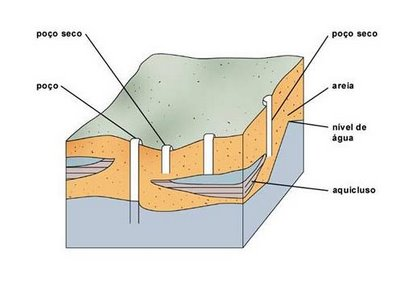 poço seco
poço
poço seco
areia
nível de
água
aquicluso